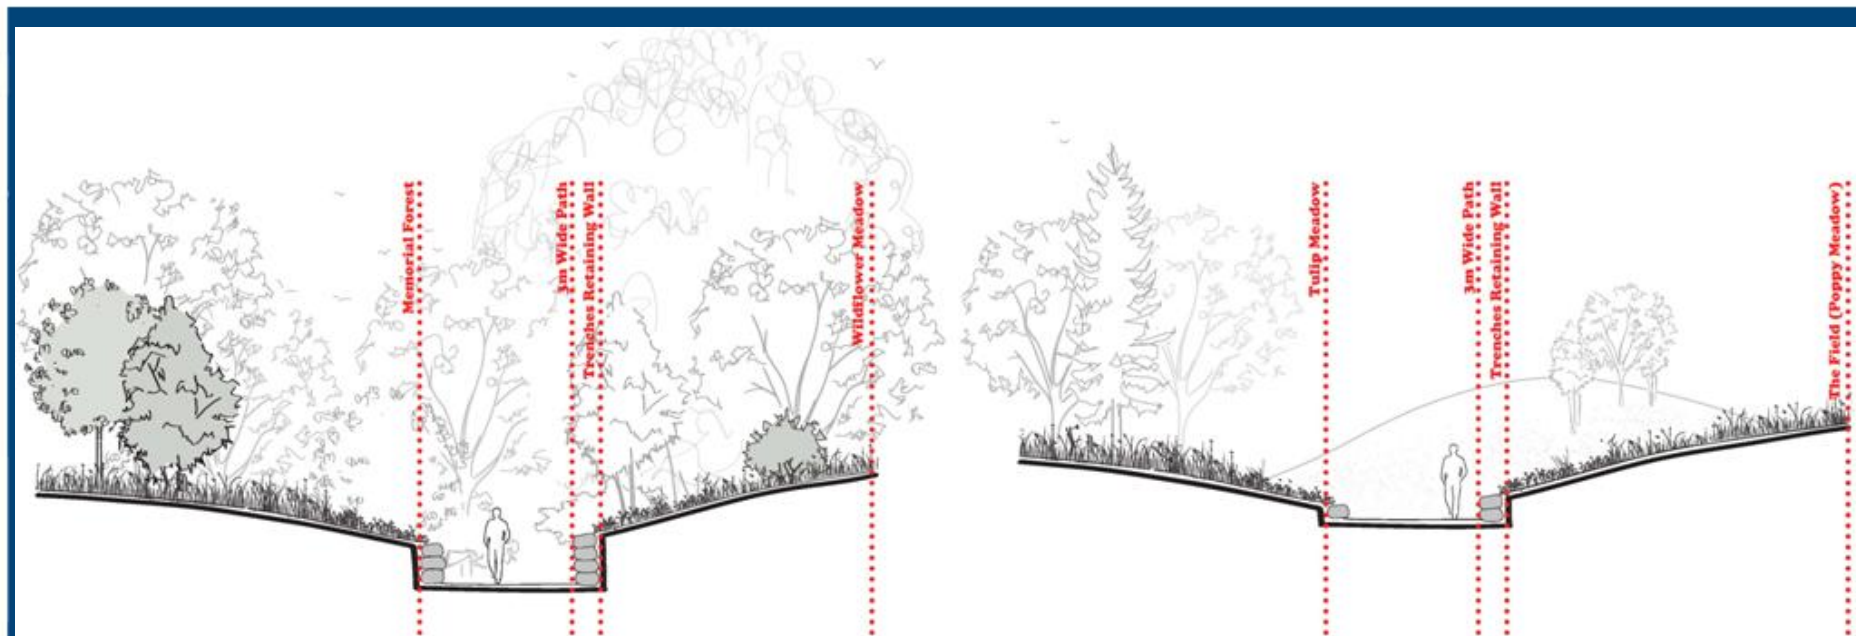 Memorial Forest
3m Wide Path
Trenches Retaining Wall
Wildflower Meadow
Tulip Meadow
3m Wide Path
Trenches Retaining Wall
The Field (Poppy Meadow)